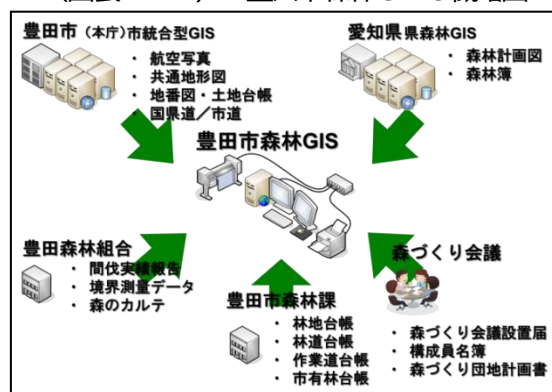 豊田市(本庁)市統合型GIS
・ 航空写真
・ 共通地形図
・ 地番図・土地台帳
・ 国県道／市道
愛知県県森林GIS
・ 森林計画図
・ 森林簿
豊田市森林GIS
豊田森林組合
・ 間伐実績報告
・ 境界測量データ
・ 森のカルテ
豊田市森林課
・ 林地台帳
・ 林道台帳
・ 作業道台帳
・ 市有林台帳
森づくり会議
・ 森づくり会議設置届
・ 構成員名簿
・ 森づくり団地計画書